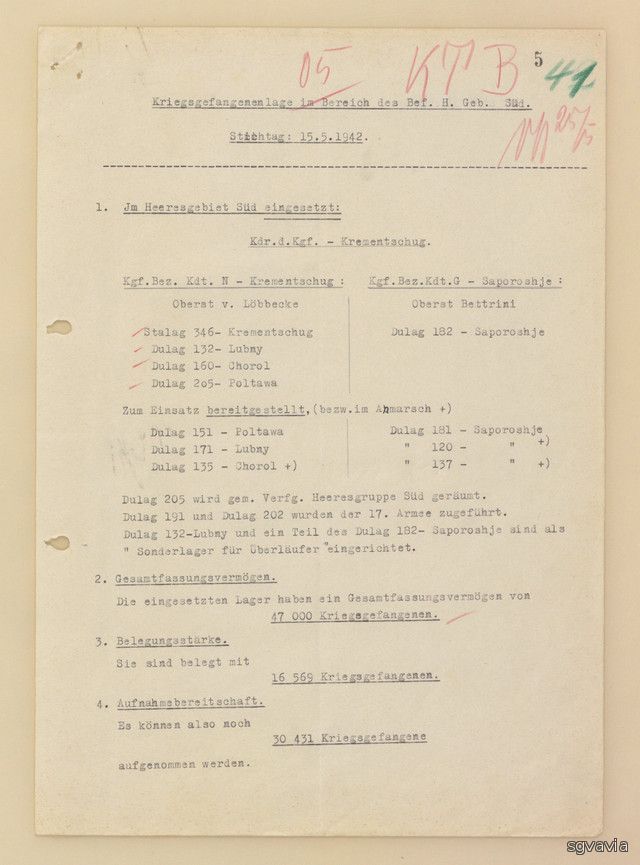 05 KTB 5 42
Kriegsgefangenenlage im Bereich des Bef. H. Geb. Süd.
25/5
Stichtag: 15.5.1942.
1. Jm Heeresgebiet Süd eingesetzt:
Kdr.d.Kgf. - Krementschug.
Kgf.Bez. Kdt. N - Krementschug :
Oberst v. Löbbecke
Stalag 346- Krementschug
Dulag 132- Lubny
Dulag 160- Chorol
Dulag 205- Poltawa
Kgf.Bez.Kdt.G - Saporoshje :
Oberst Bettrini
Dulag 182 - Saporoshje
Zum Einsatz bereitgestellt,(bezw.im Anmarsch +)
Dulag 151 - Poltawa
Dulag 171 - Lubny
Dulag 135 - Chorol +)
Dulag 181 - Saporoshje
" 120 - " +)
" 137 - " +)
Dulag 205 wird gem. Verfg. Heeresgruppe Süd geräumt.
Dulag 191 und Dulag 202 wurden der 17. Armee zugeführt.
Dulag 132-Lubny und ein Teil des Dulag 182- Saporoshje sind als
" Sonderlager für Überläufer "eingerichtet.
2. Gesamtfassungsvermögen.
Die eingesetzten Lager haben ein Gesamtfassungsvermögen von
47 000 Kriegsgefangenen.
3. Belegungsstärke.
Sie sind belegt mit
16 569 Kriegsgefangenen.
4. Aufnahmebereitschaft.
Es können also noch
30 431 Kriegsgefangene
aufgenommen werden.
sgvavia